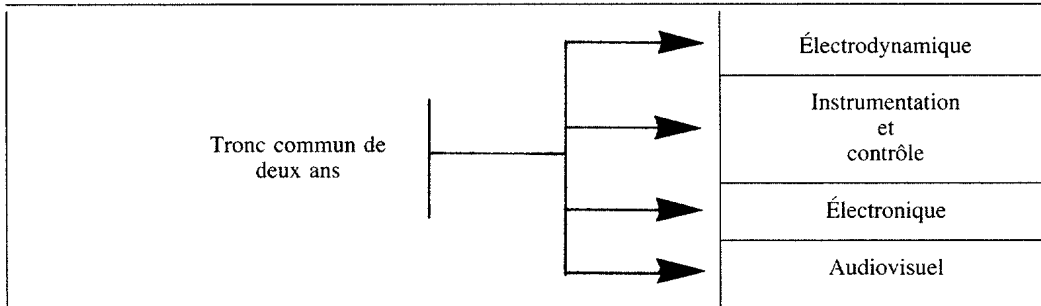 Tronc commun de
deux ans
Électrodynamique
Instrumentation
et
contrôle
Électronique
Audiovisuel